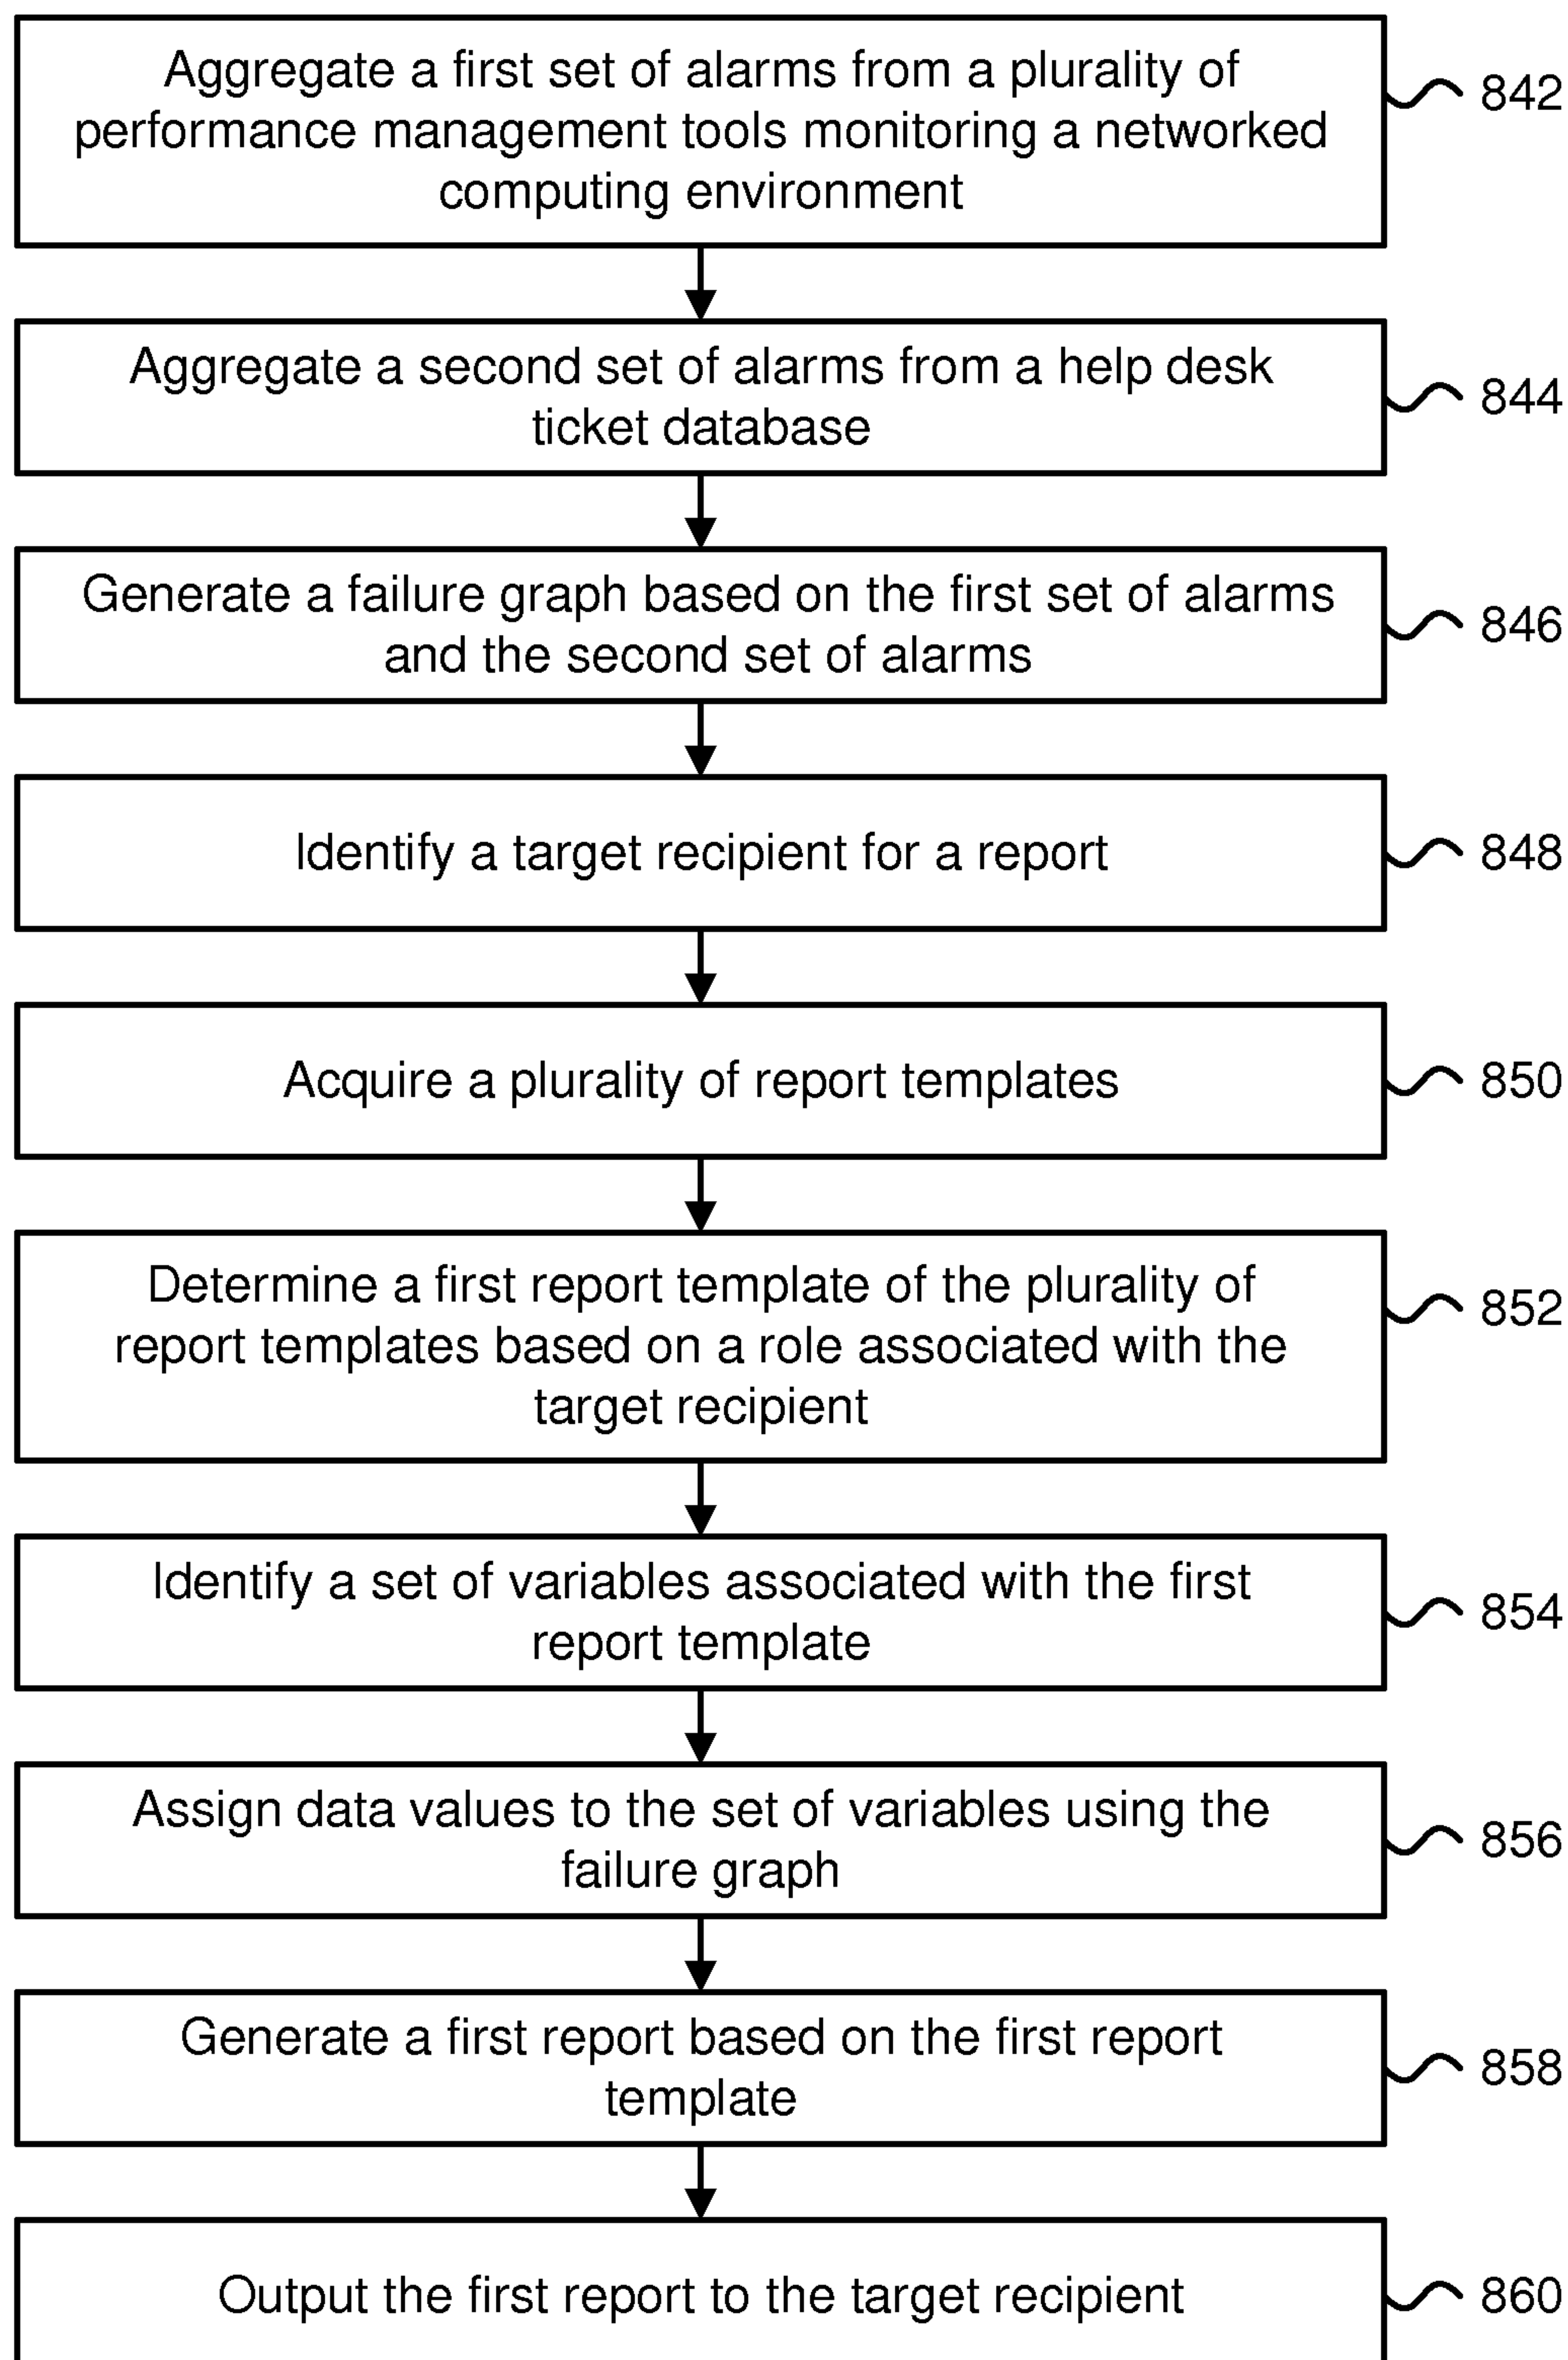 Aggregate a first set of alarms from a plurality of
performance management tools monitoring a networked
computing environment
842
Aggregate a second set of alarms from a help desk
ticket database
844
Generate a failure graph based on the first set of alarms
and the second set of alarms
846
Identify a target recipient for a report
848
Acquire a plurality of report templates
850
Determine a first report template of the plurality of
report templates based on a role associated with the
target recipient
852
Identify a set of variables associated with the first
report template
854
Assign data values to the set of variables using the
failure graph
856
Generate a first report based on the first report
template
858
Output the first report to the target recipient
860